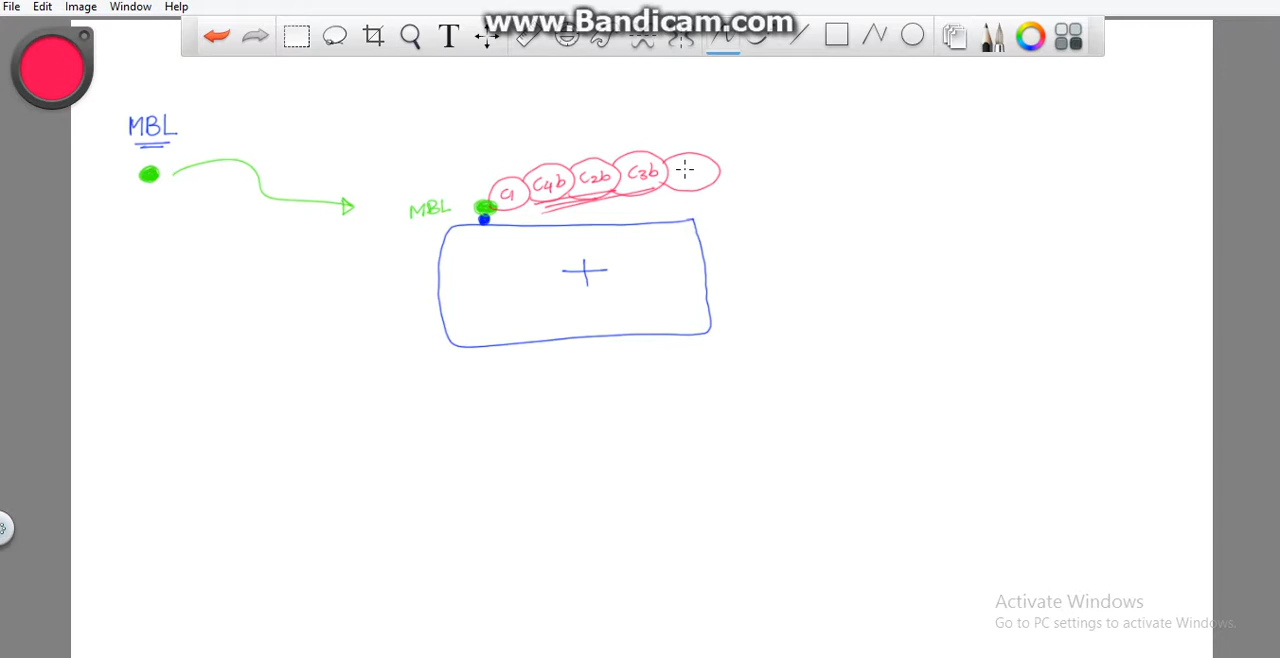 File Edit Image Window Help
www.Bandicam.com
T
MBL
MBL
C1 C4b C2b C3b
Activate Windows
Go to PC settings to activate Windows.